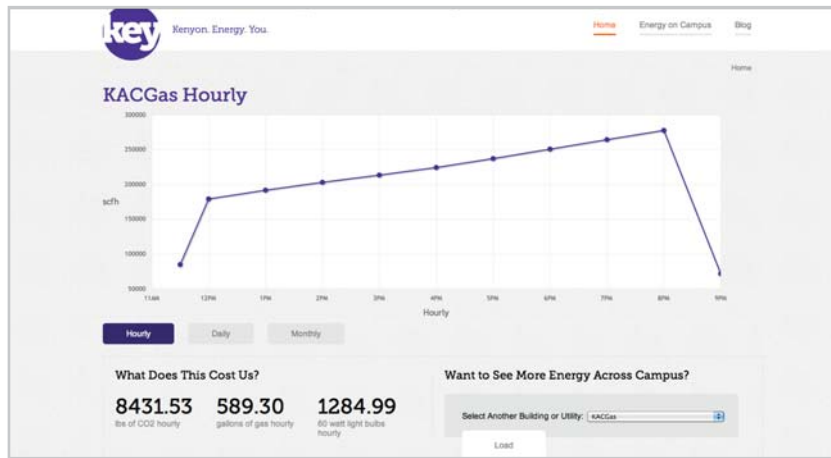 key
Kenyon. Energy. You.
Home Energy on Campus Blog
Home
KACGas Hourly
300000
250000
200000
scfh
150000
100000
50000
11AM 12PM 1PM 2PM 3PM 4PM 5PM 6PM 7PM 8PM 9PM
Hourly
Hourly Daily Monthly
What Does This Cost Us?
8431.53 589.30 1284.99
lbs of CO2 hourly gallons of gas hourly 60 watt light bulbs
hourly
Want to See More Energy Across Campus?
Select Another Building or Utility: KACGas
Load